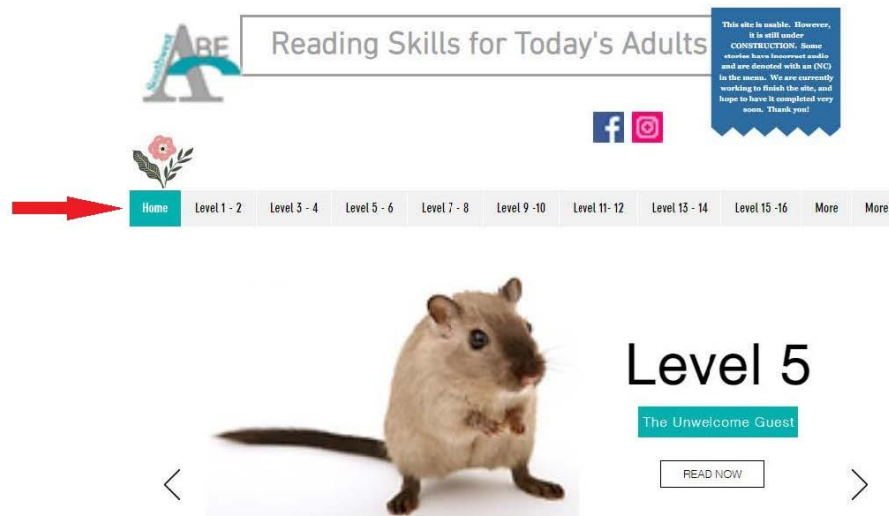 Southwest
ABE
Reading Skills for Today's Adults
This site is usable. However,
it is still under
CONSTRUCTION. Some
stories have incorrect audio
and are denoted with an (NC)
in the menu. We are currently
working to finish the site, and
hope to have it completed very
soon. Thank you!
Home Level 1 - 2 Level 3 - 4 Level 5 - 6 Level 7 - 8 Level 9 -10 Level 11- 12 Level 13 - 14 Level 15 -16 More More
Level 5
The Unwelcome Guest
READ NOW